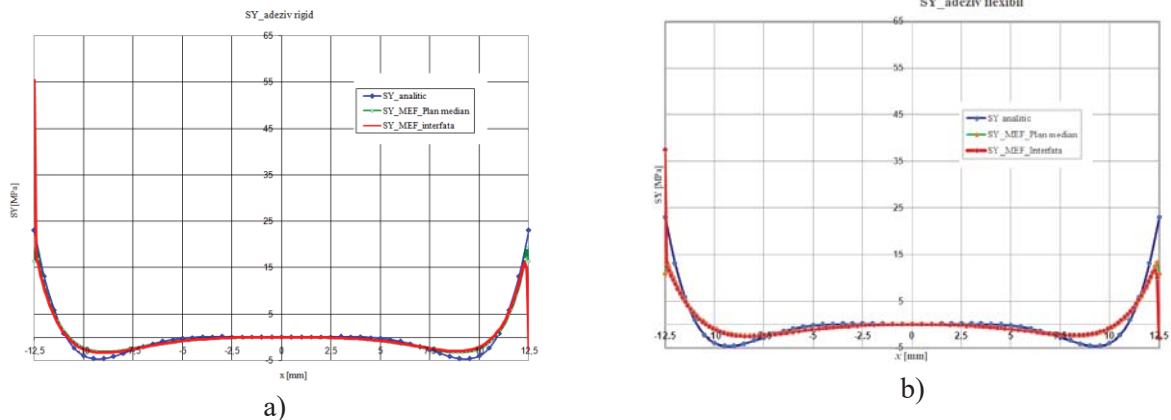 SY_adeziv rigid
65
55
45
35
25
15
5
-5
SY [MPa]
SY_analitic
SY_MEF_Plan median
SY_MEF_interfata
-12,5
-10
-7,5
-5
-2,5
0
2,5
5
7,5
10
12,5
x [mm]
a)
SY_adeziv flexibil
65
55
45
35
25
15
5
-5
SY [MPa]
SY analitic
SY_MEF_Plan median
SY_MEF_Interfata
-12,5
-10
-7,5
-5
-2,5
0
2,5
5
7,5
10
12,5
x [mm]
b)